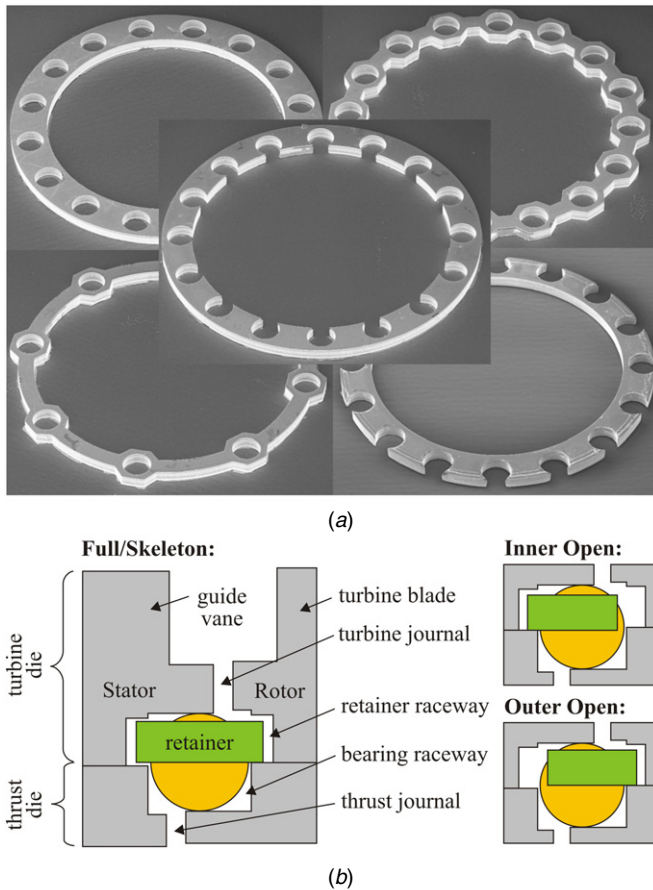 (a)
Full/Skeleton:
guide
vane
turbine blade
turbine journal
Stator
Rotor
retainer
retainer raceway
bearing raceway
thrust journal
turbine
die
thrust
die
Inner Open:
Outer Open:
(b)